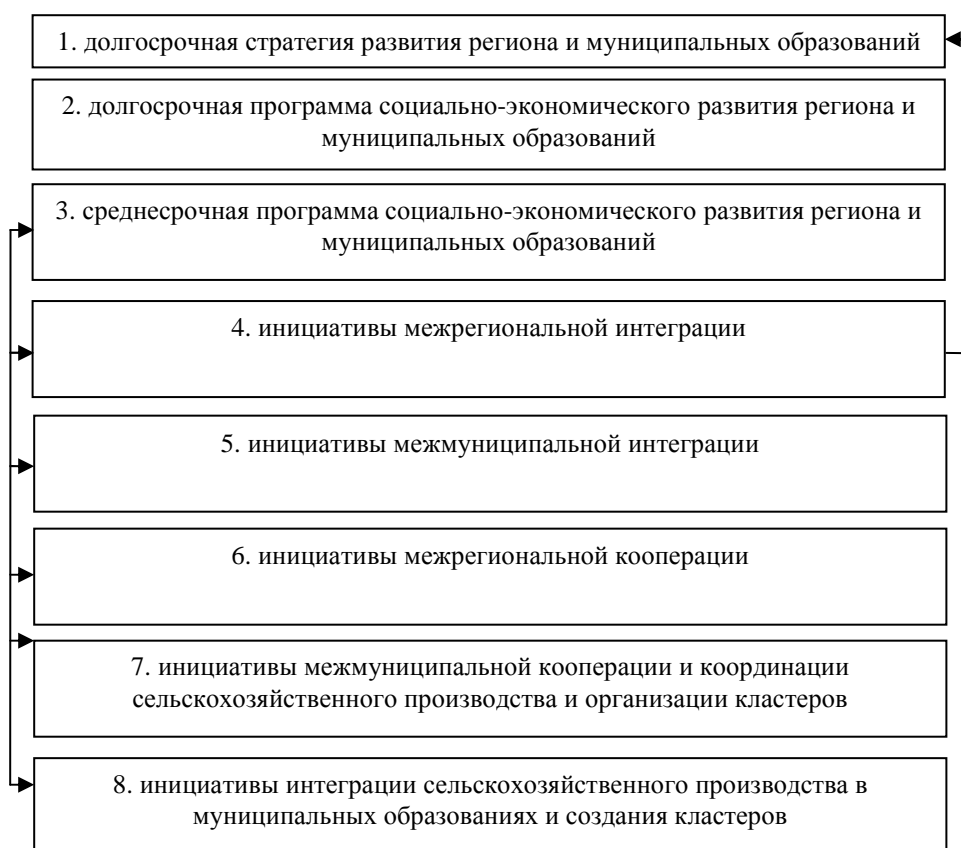 1. долгосрочная стратегия развития региона и муниципальных образований
2. долгосрочная программа социально-экономического развития региона и
муниципальных образований
3. среднесрочная программа социально-экономического развития региона и
муниципальных образований
4. инициативы межрегиональной интеграции
5. инициативы межмуниципальной интеграции
6. инициативы межрегиональной кооперации
7. инициативы межмуниципальной кооперации и координации
сельскохозяйственного производства и организации кластеров
8. инициативы интеграции сельскохозяйственного производства в
муниципальных образованиях и создания кластеров